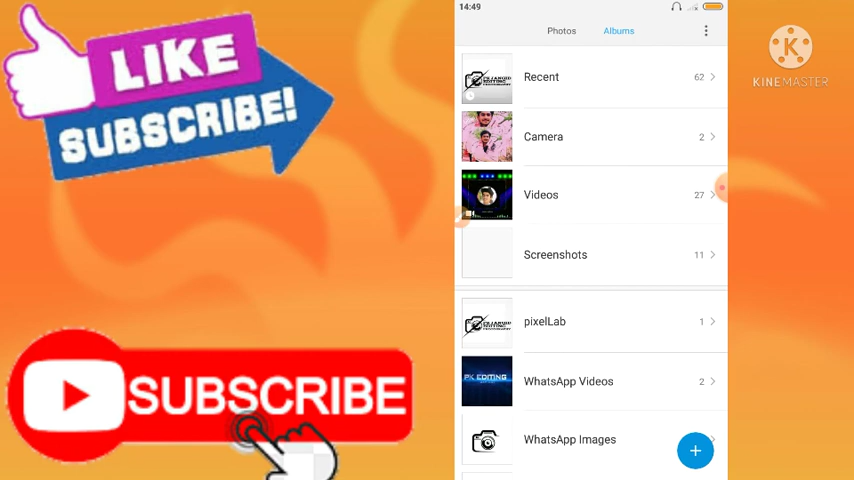 LIKE
SUBSCRIBE!
SUBSCRIBE
14:49
Photos
Albums
Recent
62
Camera
2
Videos
27
Screenshots
11
pixelLab
1
PK EDITING
WhatsApp Videos
2
WhatsApp Images
K
KINEMASTER